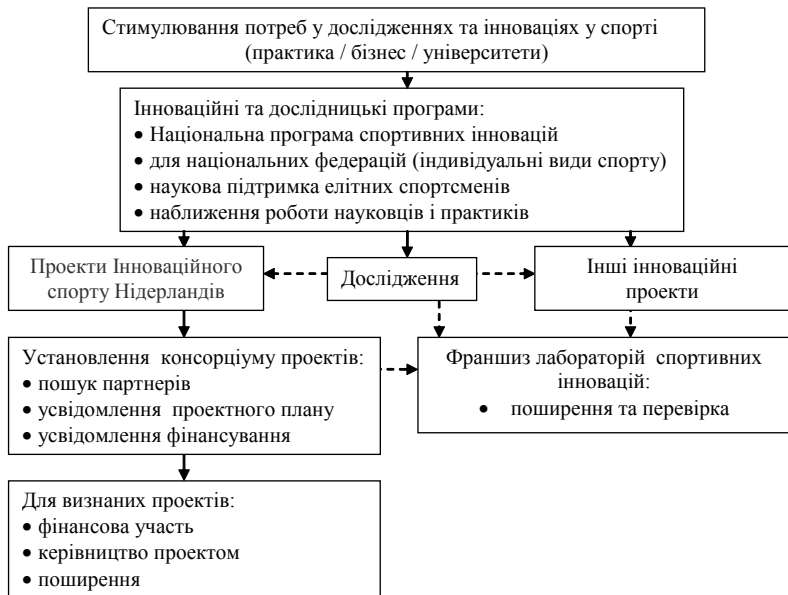 Стимулювання потреб у дослідженнях та інноваціях у спорті
(практика / бізнес / університети)
Інноваційні та дослідницькі програми:
• Національна програма спортивних інновацій
• для національних федерацій (індивідуальні види спорту)
• наукова підтримка елітних спортсменів
• наближення роботи науковців і практиків
Проекти Інноваційного
спорту Нідерландів
Дослідження
Інші інноваційні
проекти
Установлення консорціуму проектів:
• пошук партнерів
• усвідомлення проектного плану
• усвідомлення фінансування
Франшиз лабораторій спортивних
інновацій:
• поширення та перевірка
Для визнаних проектів:
• фінансова участь
• керівництво проектом
• поширення